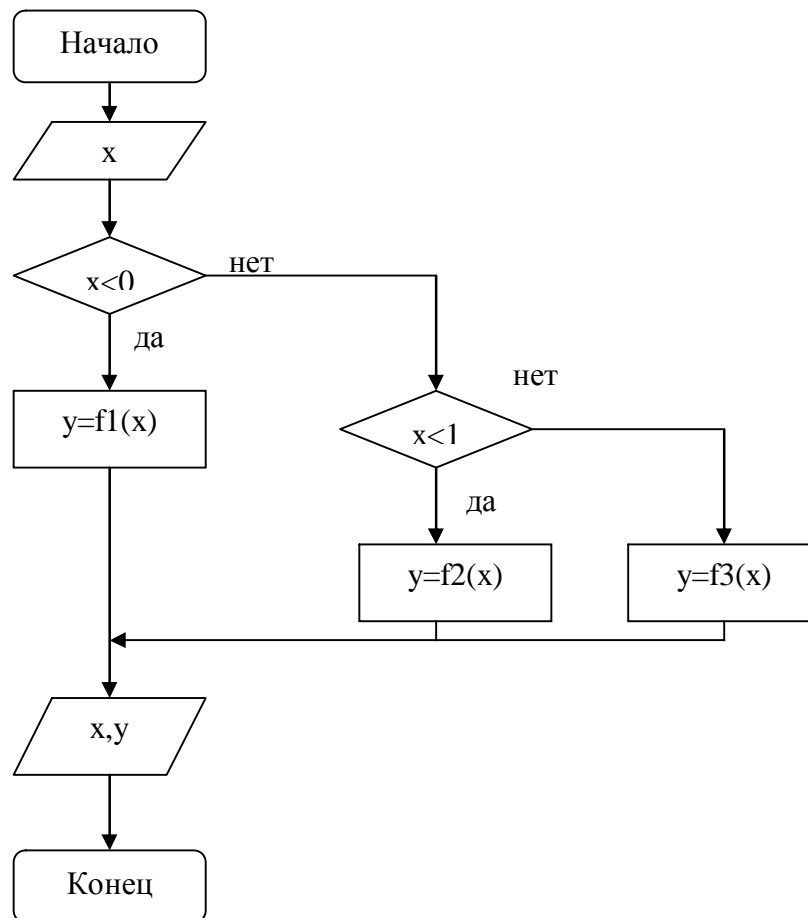 Начало
x
x<0
нет
да
y=f1(x)
нет
x<1
да
y=f2(x)
y=f3(x)
x,y
Конец